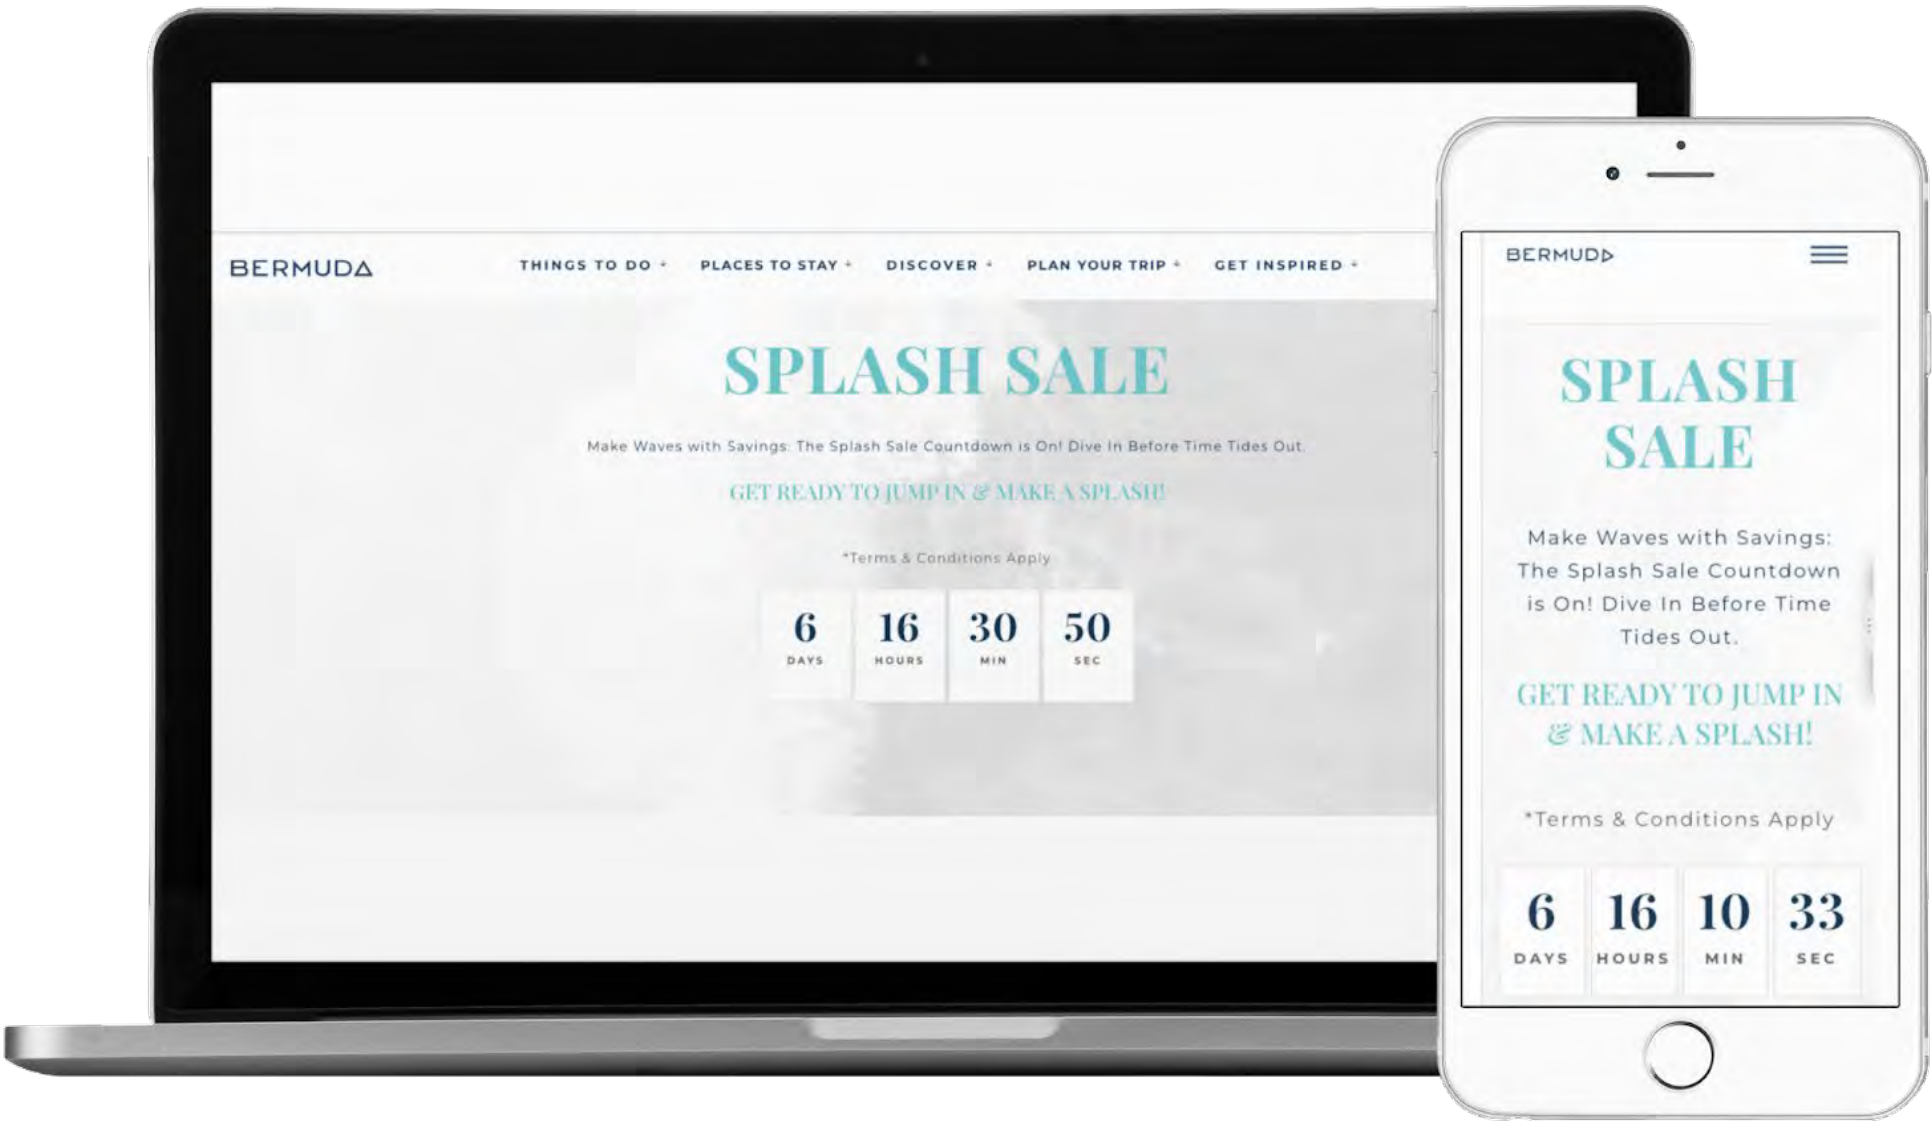 BERMUDA
THINGS TO DO +
PLACES TO STAY +
DISCOVER +
PLAN YOUR TRIP +
GET INSPIRED +
SPLASH SALE
Make Waves with Savings: The Splash Sale Countdown is On! Dive In Before Time Tides Out.
GET READY TO JUMP IN & MAKE A SPLASH!
*Terms & Conditions Apply
6 16 30 50
DAYS HOURS MIN SEC
BERMUDA
SPLASH
SALE
Make Waves with Savings:
The Splash Sale Countdown
is On! Dive In Before Time
Tides Out.
GET READY TO JUMP IN
& MAKE A SPLASH!
*Terms & Conditions Apply
6 16 10 33
DAYS HOURS MIN SEC